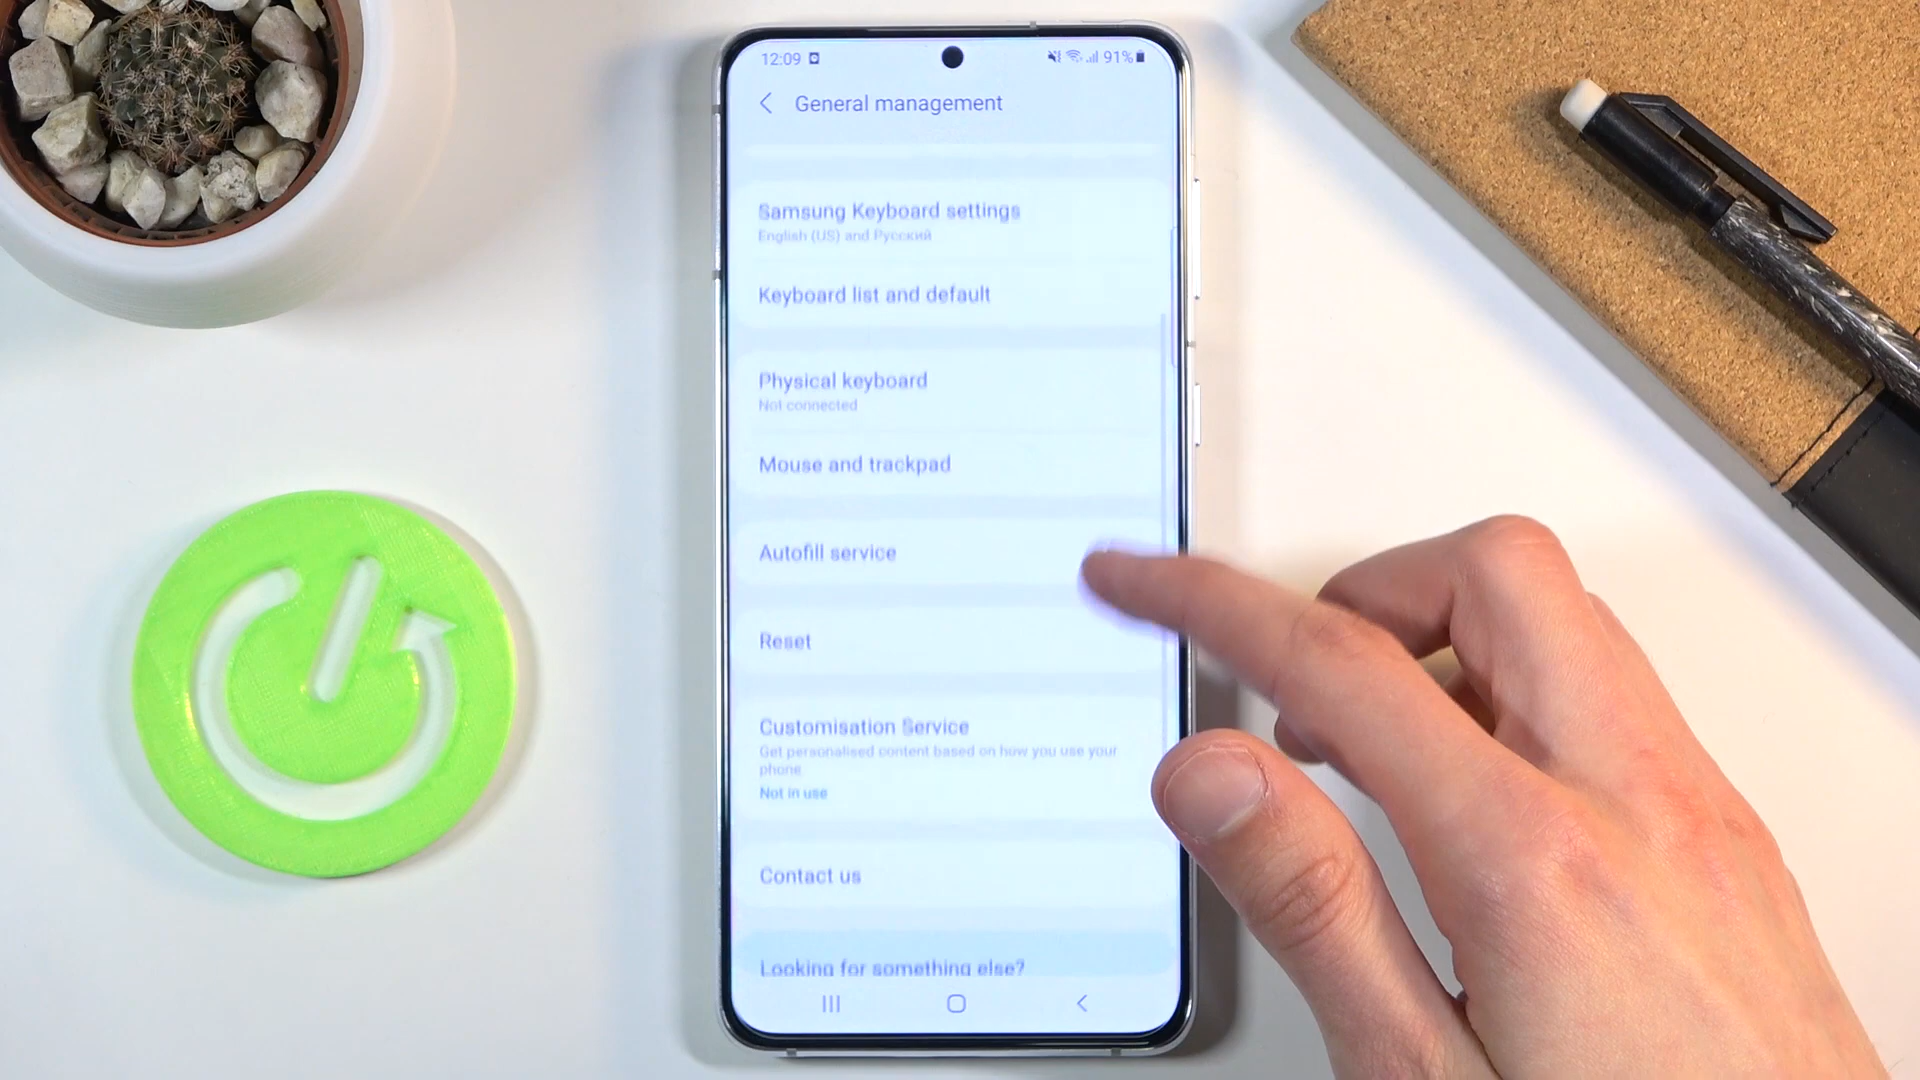 12:09
91%
General management
Samsung Keyboard settings
English (US) and Русский
Keyboard list and default
Physical keyboard
Not connected
Mouse and trackpad
Autofill service
Reset
Customisation Service
Get personalised content based on how you use your
phone
Not in use
Contact us
Looking for something else?